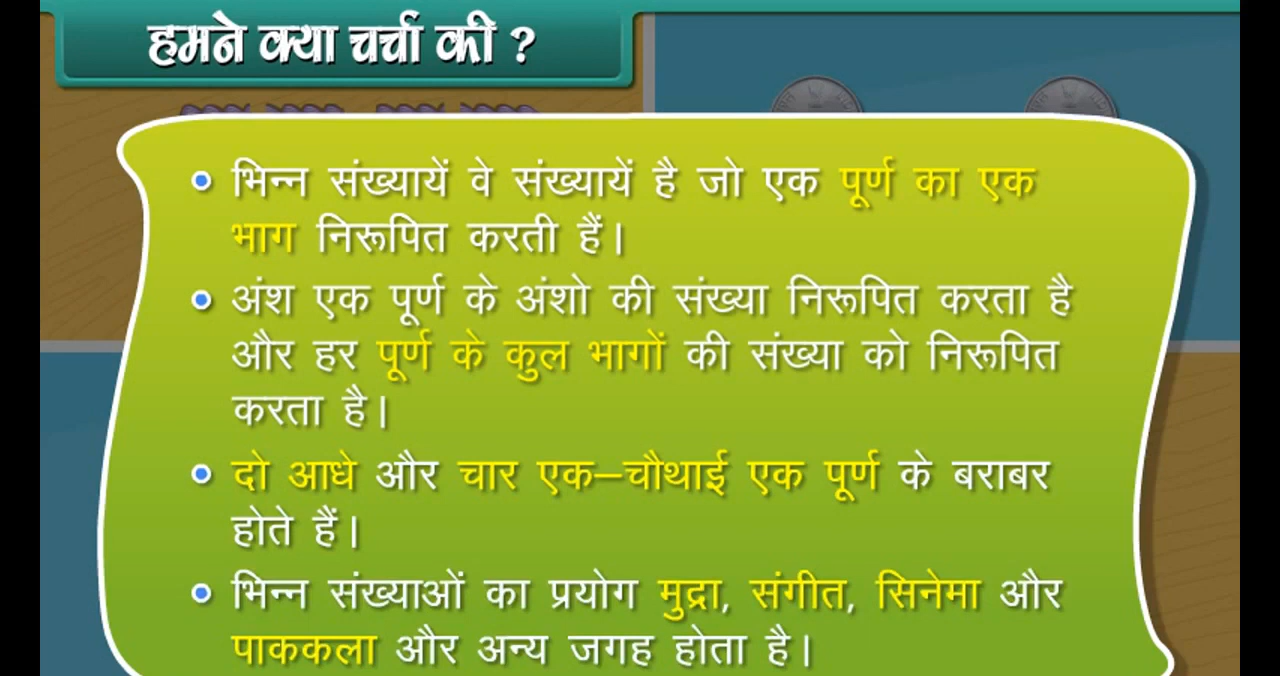 हमने क्या चर्चा की ?
• भिन्न संख्यायें वे संख्यायें है जो एक पूर्ण का एक
भाग निरूपित करती हैं।
• अंश एक पूर्ण के अंशो की संख्या निरूपित करता है
और हर पूर्ण के कुल भागों की संख्या को निरूपित
करता है।
• दो आधे और चार एक–चौथाई एक पूर्ण के बराबर
होते हैं।
• भिन्न संख्याओं का प्रयोग मुद्रा, संगीत, सिनेमा और
पाककला और अन्य जगह होता है।